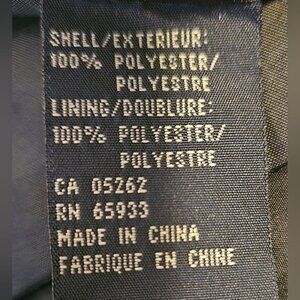 SHELL/EXTERIEUR:
100% POLYESTER/
POLYESTRE
LINING/DOUBLURE:
100% POLYESTER/
POLYESTRE
CA 05262
RN 65933
MADE IN CHINA
FABRIQUE EN CHINE